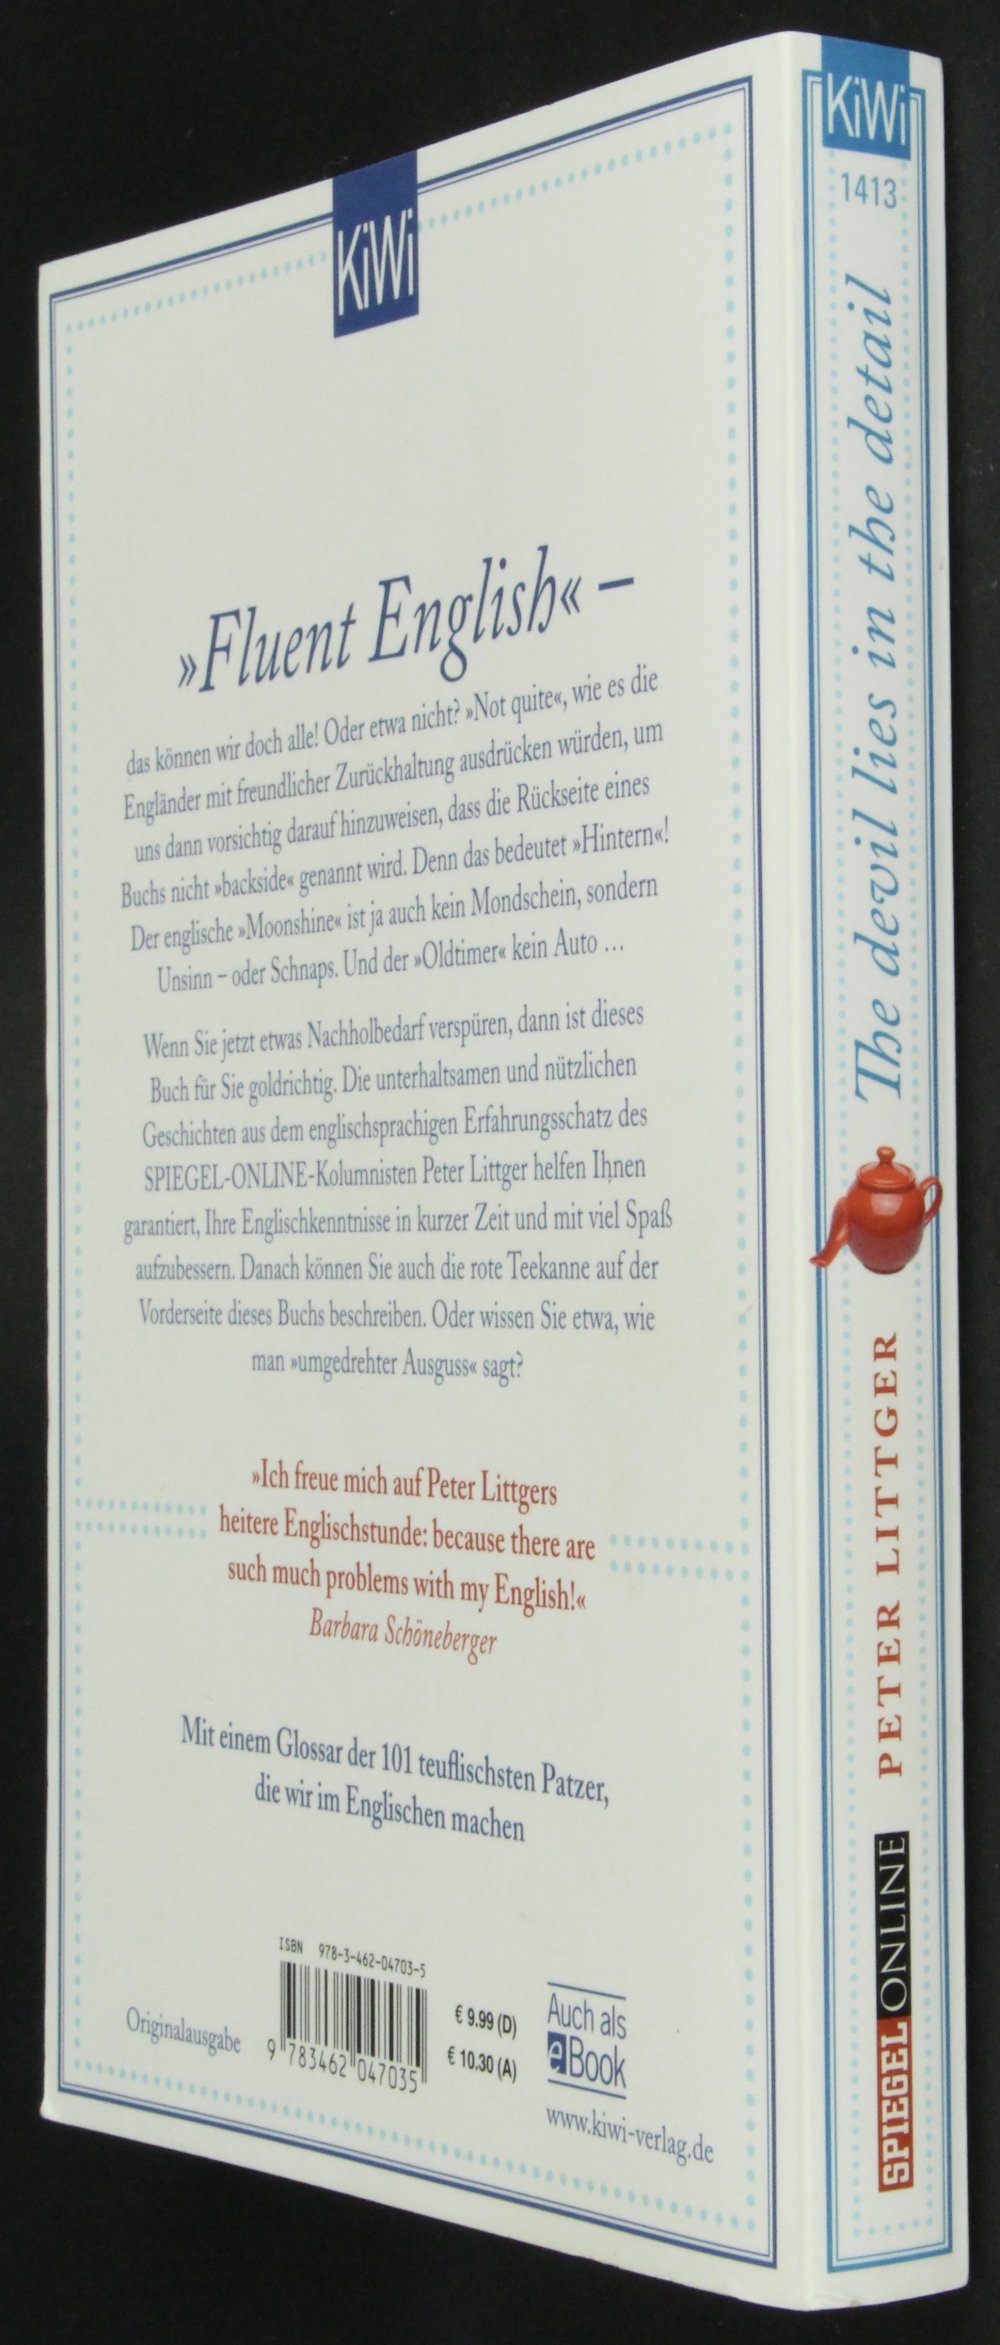 KiWi
»Fluent English« –
das können wir doch alle! Oder etwa nicht? »Not quite«, wie es die
Engländer mit freundlicher Zurückhaltung ausdrücken würden, um
uns dann vorsichtig darauf hinzuweisen, dass die Rückseite eines
Buchs nicht »backside« genannt wird. Denn das bedeutet »Hintern«!
Der englische »Moonshine« ist ja auch kein Mondschein, sondern
Unsinn – oder Schnaps. Und der »Oldtimer« kein Auto …
Wenn Sie jetzt etwas Nachholbedarf verspüren, dann ist dieses
Buch für Sie goldrichtig. Die unterhaltsamen und nützlichen
Geschichten aus dem englischsprachigen Erfahrungsschatz des
SPIEGEL-ONLINE-Kolumnisten Peter Littger helfen Ihnen
garantiert, Ihre Englischkenntnisse in kurzer Zeit und mit viel Spaß
aufzubessern. Danach können Sie auch die rote Teekanne auf der
Vorderseite dieses Buchs beschreiben. Oder wissen Sie etwa, wie
man »umgedrehter Ausguss« sagt?
»Ich freue mich auf Peter Littgers
heitere Englischstunde: because there are
such much problems with my English!«
Barbara Schöneberger
Mit einem Glossar der 101 teuflischsten Patzer,
die wir im Englischen machen
Originalausgabe
ISBN 978-3-462-04703-5
9 783462 047035
€ 9.99 (D)
€ 10.30 (A)
Auch als
eBook
www.kiwi-verlag.de
KiWi
1413
The devil lies in the detail
PETER LITTGER
SPIEGEL ONLINE